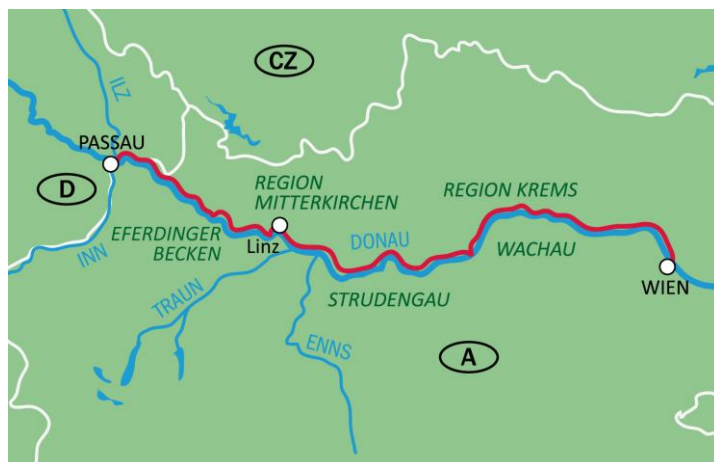 CZ
ILZ
PASSAU
D
REGION
MITTERKIRCHEN
REGION KREMS
EFERDINGER
BECKEN
Linz
DONAU
WACHAU
INN
WIEN
TRAUN
STRUDENGAU
ENNS
A